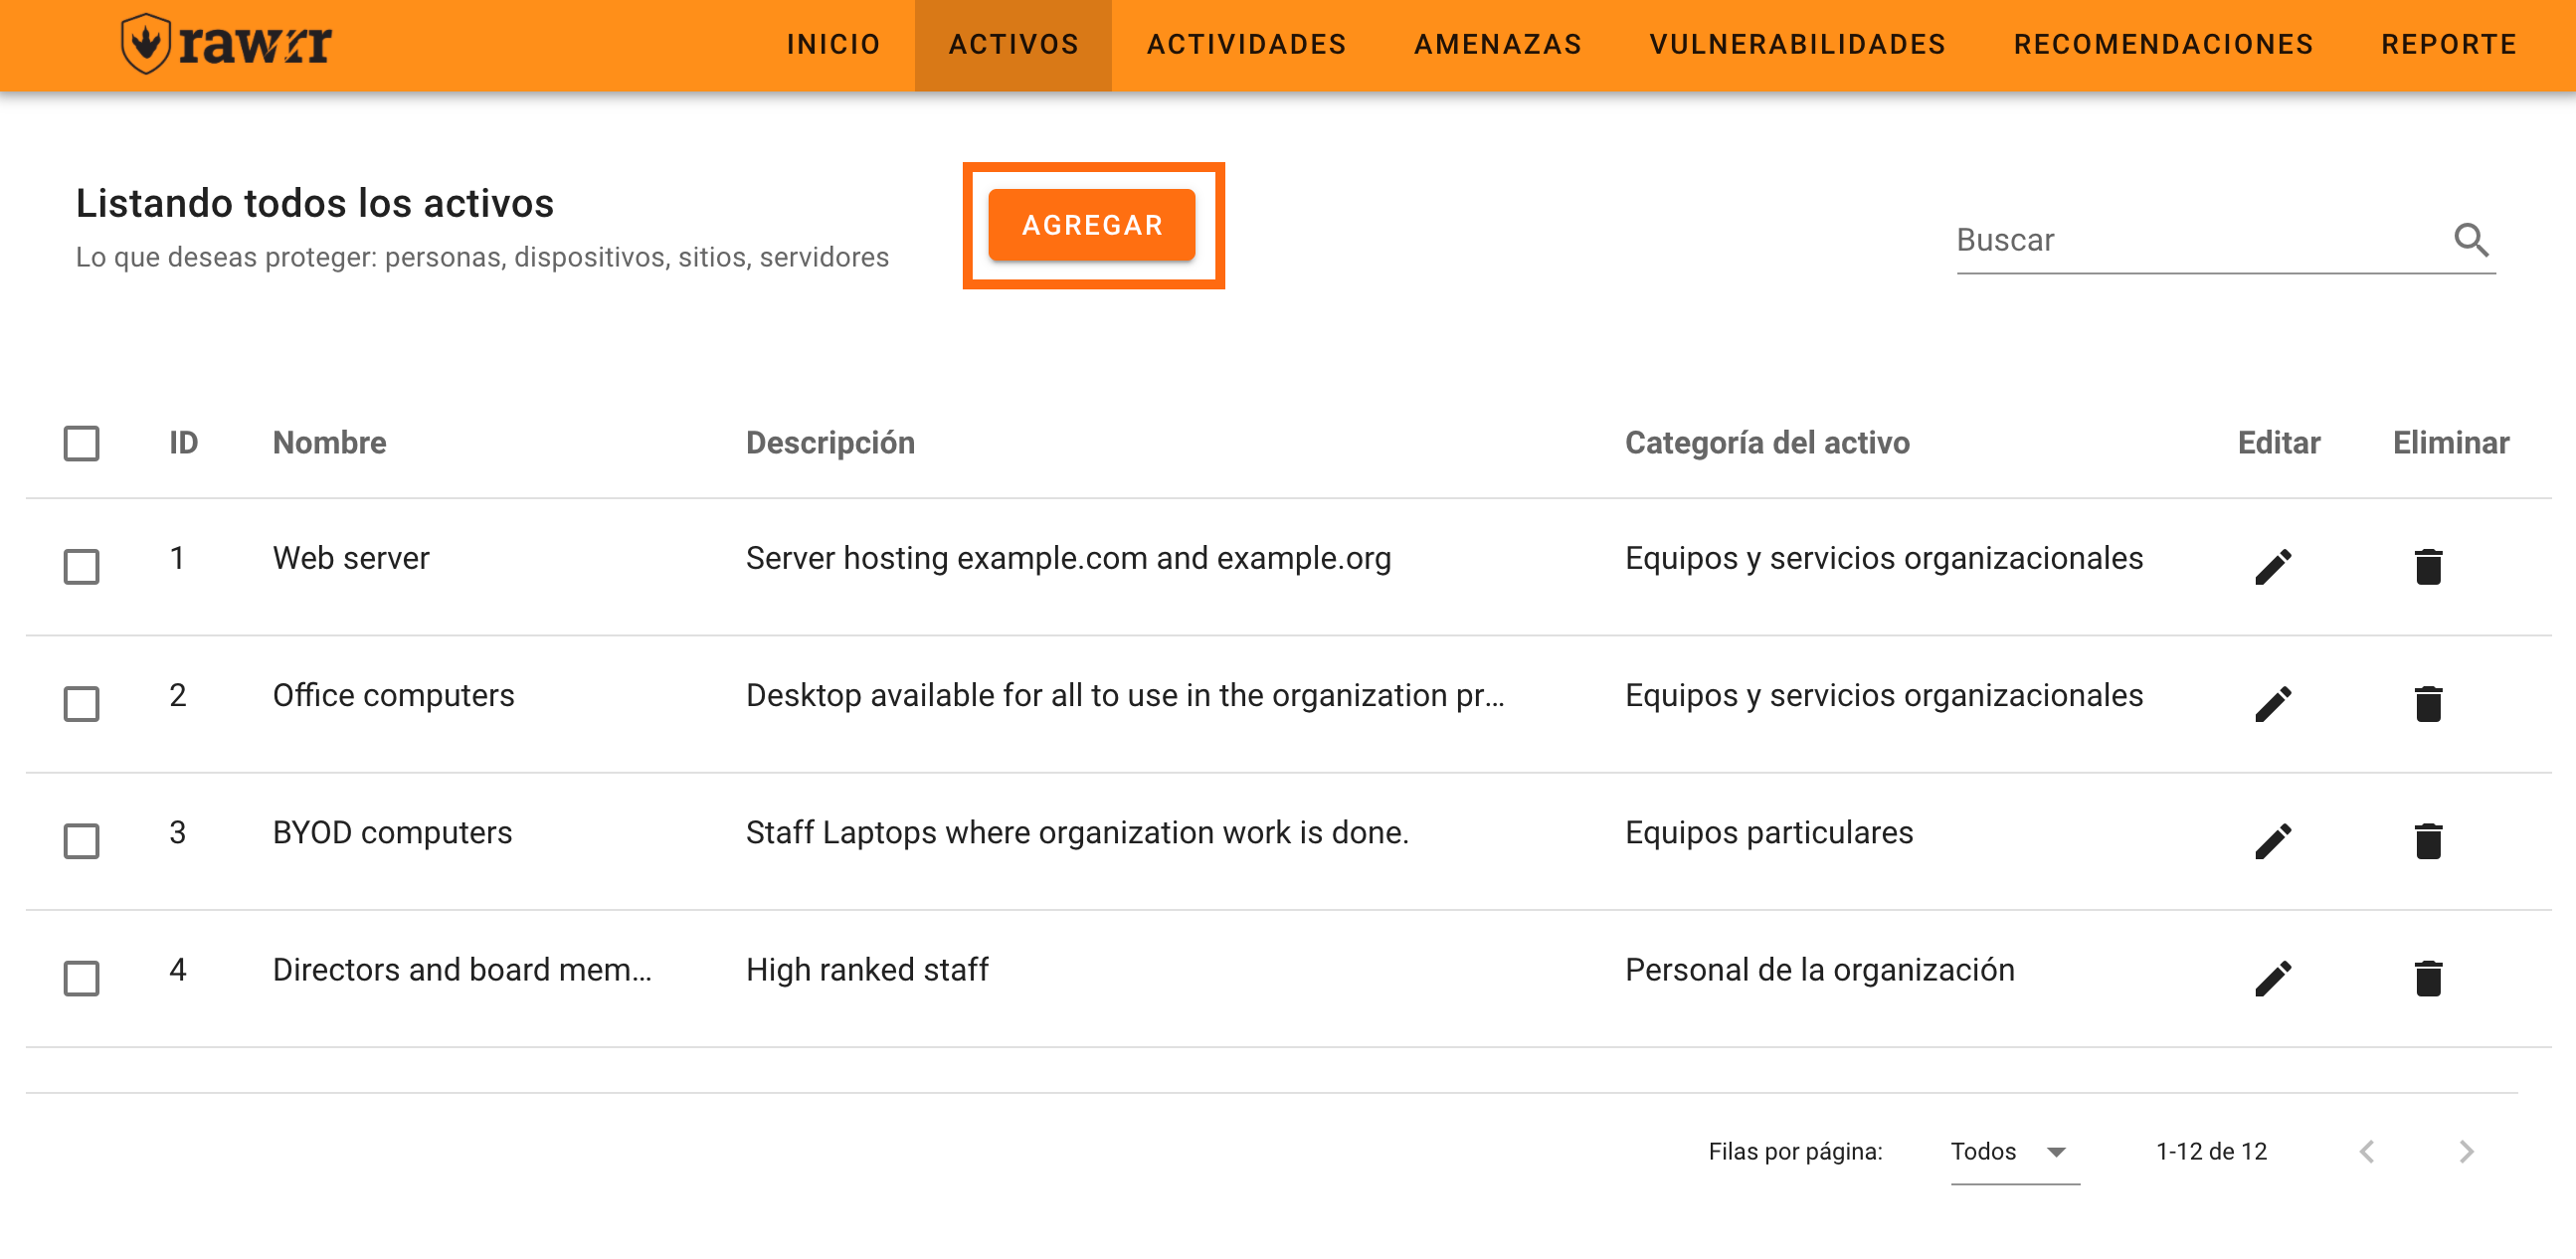 rawrr
INICIO ACTIVOS ACTIVIDADES AMENAZAS VULNERABILIDADES RECOMENDACIONES REPORTE
Listando todos los activos
Lo que deseas proteger: personas, dispositivos, sitios, servidores
AGREGAR
Buscar
ID Nombre Descripción Categoría del activo Editar Eliminar
1 Web server Server hosting example.com and example.org Equipos y servicios organizacionales
2 Office computers Desktop available for all to use in the organization pr... Equipos y servicios organizacionales
3 BYOD computers Staff Laptops where organization work is done. Equipos particulares
4 Directors and board mem... High ranked staff Personal de la organización
Filas por página: Todos 1-12 de 12